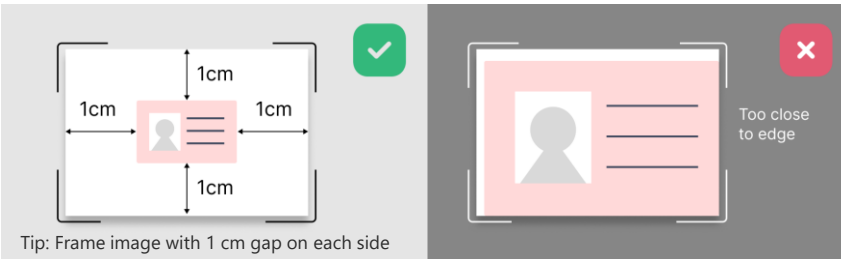 1cm
1cm
1cm
1cm
Tip: Frame image with 1 cm gap on each side
Too close
to edge